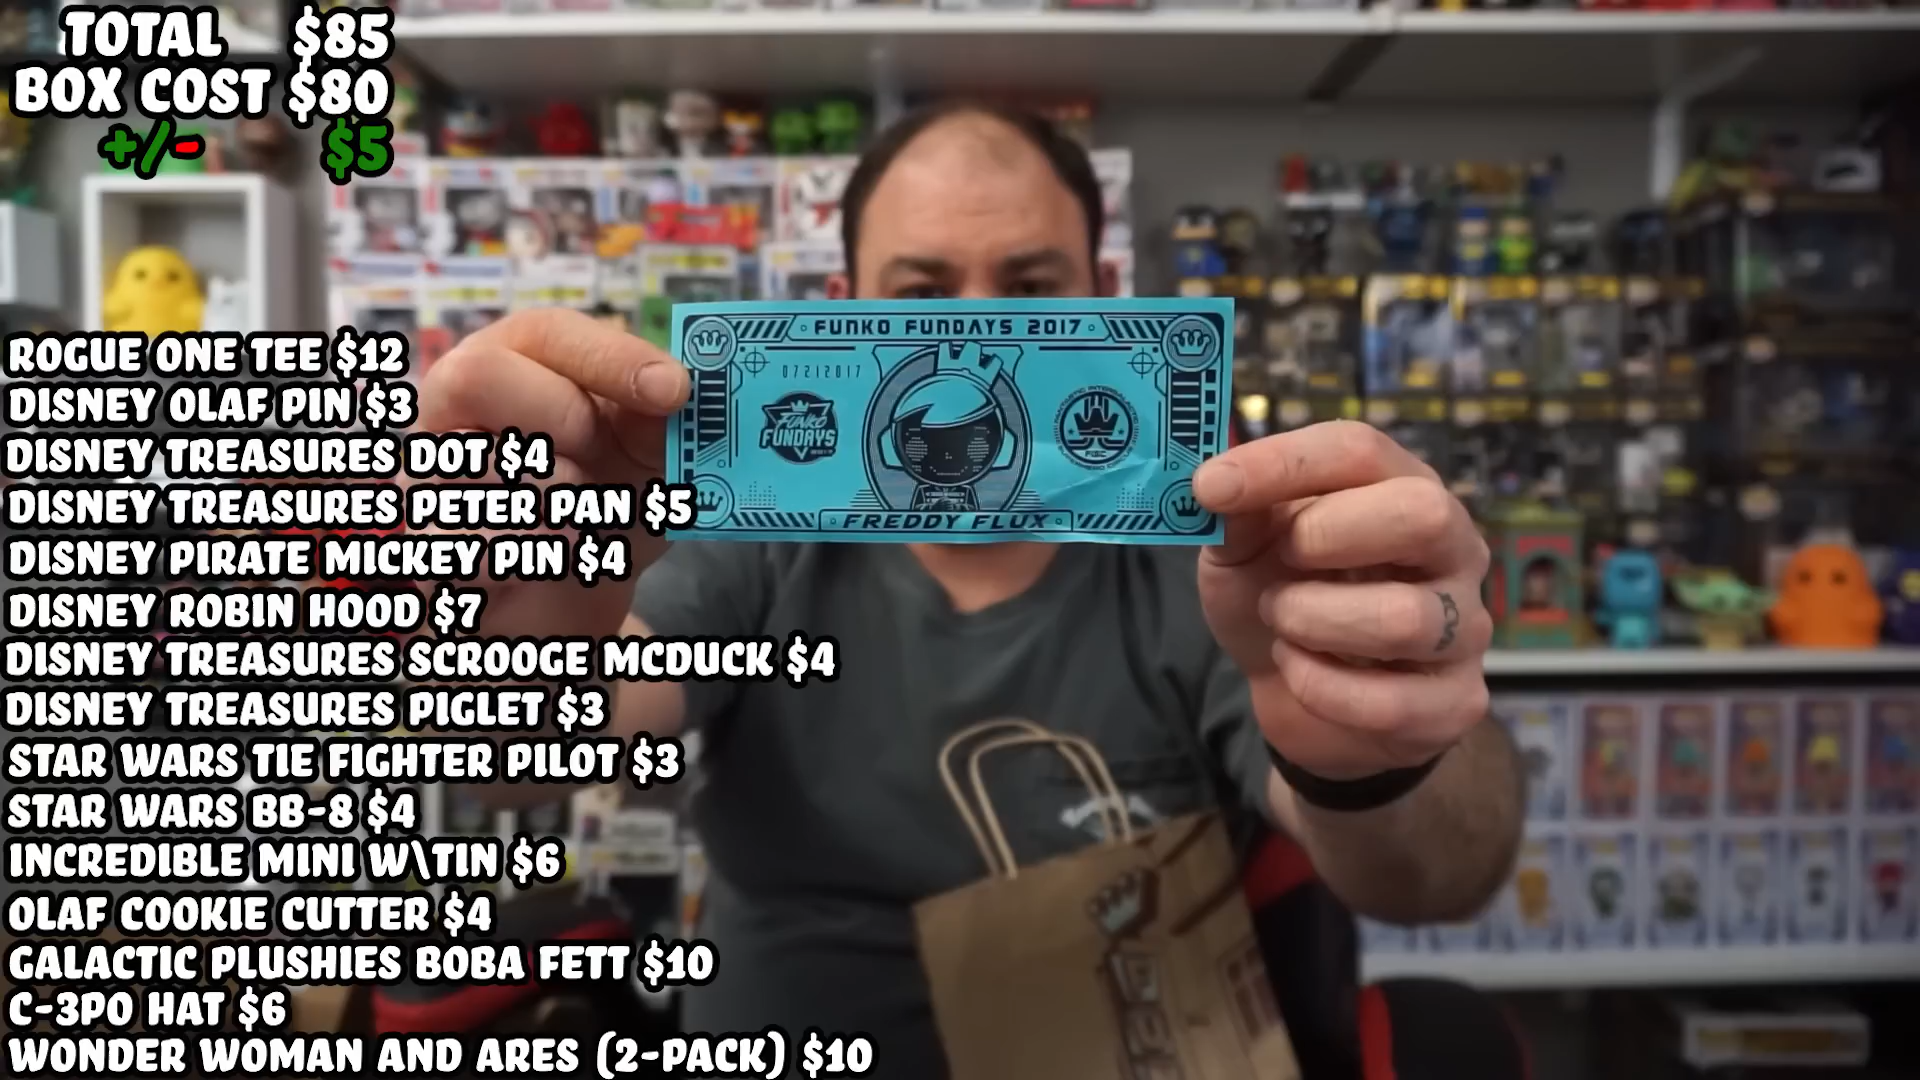 TOTAL $85
BOX COST $80
+/- $5
ROGUE ONE TEE $12
DISNEY OLAF PIN $3
DISNEY TREASURES DOT $4
DISNEY TREASURES PETER PAN $5
DISNEY PIRATE MICKEY PIN $4
DISNEY ROBIN HOOD $7
DISNEY TREASURES SCROOGE MCDUCK $4
DISNEY TREASURES PIGLET $3
STAR WARS TIE FIGHTER PILOT $3
STAR WARS BB-8 $4
INCREDIBLE MINI W\TIN $6
OLAF COOKIE CUTTER $4
GALACTIC PLUSHIES BOBA FETT $10
C-3PO HAT $6
WONDER WOMAN AND ARES (2-PACK) $10
FUNKO FUNDAYS 2017
07212017
FUNKO
FUNDAYS
FREDDY FLUX